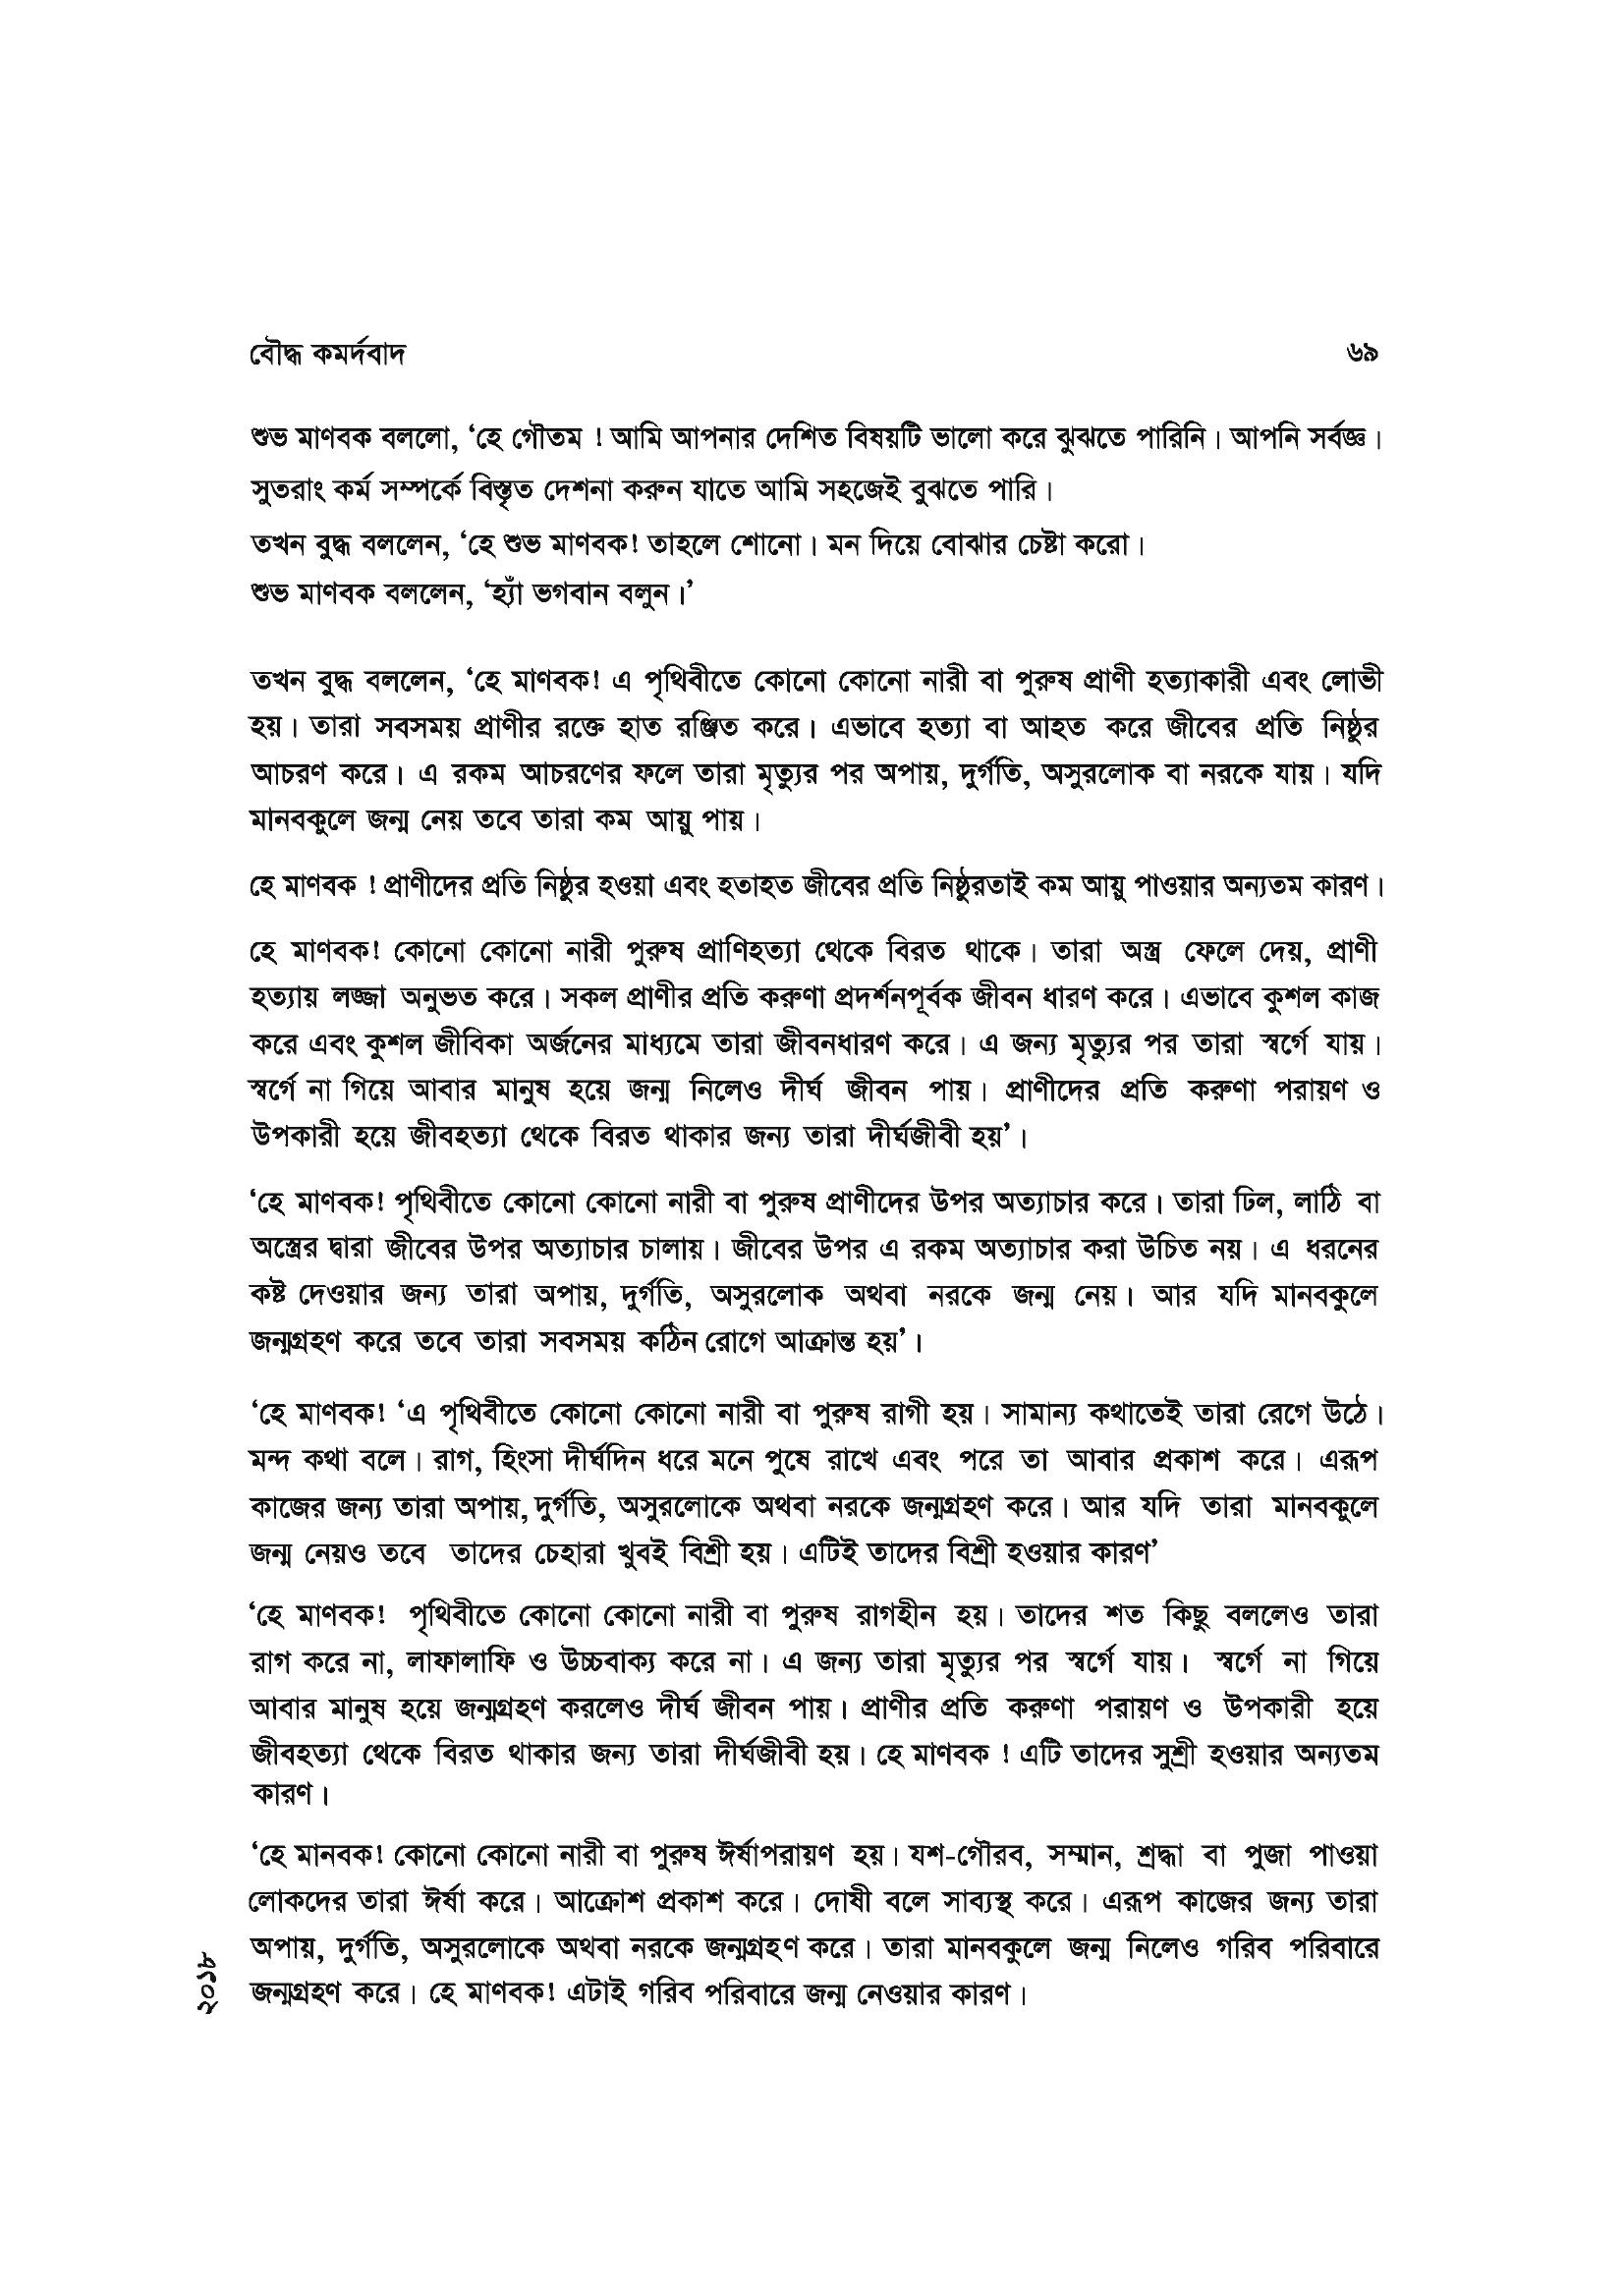 বৌদ্ধ কমর্দবাদ ৬৯
শুভ মাণবক বললো, ‘হে গৌতম ! আমি আপনার দেশিত বিষয়টি ভালো করে ঝুঝতে পারিনি। আপনি সর্বজ্ঞ।
সুতরাং কর্ম সম্পর্কে বিস্তৃত দেশনা করুন যাতে আমি সহজেই বুঝতে পারি।
তখন বুদ্ধ বললেন, ‘হে শুভ মাণবক! তাহলে শোনো। মন দিয়ে বোঝার চেষ্টা করো।
শুভ মাণবক বললেন, ‘হ্যাঁ ভগবান বলুন।’
তখন বুদ্ধ বললেন, ‘হে মাণবক! এ পৃথিবীতে কোনো কোনো নারী বা পুরুষ প্রাণী হত্যাকারী এবং লোভী
হয়। তারা সবসময় প্রাণীর রক্তে হাত রঞ্জিত করে। এভাবে হত্যা বা আহত করে জীবের প্রতি নিষ্ঠুর
আচরণ করে। এ রকম আচরণের ফলে তারা মৃত্যুর পর অপায়, দুর্গতি, অসুরলোক বা নরকে যায়। যদি
মানবকুলে জন্ম নেয় তবে তারা কম আয়ু পায়।
হে মাণবক ! প্রাণীদের প্রতি নিষ্ঠুর হওয়া এবং হতাহত জীবের প্রতি নিষ্ঠুরতাই কম আয়ু পাওয়ার অন্যতম কারণ।
হে মাণবক! কোনো কোনো নারী পুরুষ প্রাণিহত্যা থেকে বিরত থাকে। তারা অস্ত্র ফেলে দেয়, প্রাণী
হত্যায় লজ্জা অনুভত করে। সকল প্রাণীর প্রতি করুণা প্রদর্শনপূর্বক জীবন ধারণ করে। এভাবে কুশল কাজ
করে এবং কুশল জীবিকা অর্জনের মাধ্যমে তারা জীবনধারণ করে। এ জন্য মৃত্যুর পর তারা স্বর্গে যায়।
স্বর্গে না গিয়ে আবার মানুষ হয়ে জন্ম নিলেও দীর্ঘ জীবন পায়। প্রাণীদের প্রতি করুণা পরায়ণ ও
উপকারী হয়ে জীবহত্যা থেকে বিরত থাকার জন্য তারা দীর্ঘজীবী হয়’।
‘হে মাণবক! পৃথিবীতে কোনো কোনো নারী বা পুরুষ প্রাণীদের উপর অত্যাচার করে। তারা ঢিল, লাঠি বা
অস্ত্রের দ্বারা জীবের উপর অত্যাচার চালায়। জীবের উপর এ রকম অত্যাচার করা উচিত নয়। এ ধরনের
কষ্ট দেওয়ার জন্য তারা অপায়, দুর্গতি, অসুরলোক অথবা নরকে জন্ম নেয়। আর যদি মানবকুলে
জন্মগ্রহণ করে তবে তারা সবসময় কঠিন রোগে আক্রান্ত হয়’।
‘হে মাণবক! ‘এ পৃথিবীতে কোনো কোনো নারী বা পুরুষ রাগী হয়। সামান্য কথাতেই তারা রেগে উঠে।
মন্দ কথা বলে। রাগ, হিংসা দীর্ঘদিন ধরে মনে পুষে রাখে এবং পরে তা আবার প্রকাশ করে। এরূপ
কাজের জন্য তারা অপায়, দুর্গতি, অসুরলোকে অথবা নরকে জন্মগ্রহণ করে। আর যদি তারা মানবকুলে
জন্ম নেয়ও তবে তাদের চেহারা খুবই বিশ্রী হয়। এটিই তাদের বিশ্রী হওয়ার কারণ’
‘হে মাণবক! পৃথিবীতে কোনো কোনো নারী বা পুরুষ রাগহীন হয়। তাদের শত কিছু বললেও তারা
রাগ করে না, লাফালাফি ও উচ্চবাক্য করে না। এ জন্য তারা মৃত্যুর পর স্বর্গে যায়। স্বর্গে না গিয়ে
আবার মানুষ হয়ে জন্মগ্রহণ করলেও দীর্ঘ জীবন পায়। প্রাণীর প্রতি করুণা পরায়ণ ও উপকারী হয়ে
জীবহত্যা থেকে বিরত থাকার জন্য তারা দীর্ঘজীবী হয়। হে মাণবক ! এটি তাদের সুশ্রী হওয়ার অন্যতম
কারণ।
‘হে মানবক! কোনো কোনো নারী বা পুরুষ ঈর্ষাপরায়ণ হয়। যশ-গৌরব, সম্মান, শ্রদ্ধা বা পুজা পাওয়া
লোকদের তারা ঈর্ষা করে। আক্রোশ প্রকাশ করে। দোষী বলে সাব্যস্থ করে। এরূপ কাজের জন্য তারা
অপায়, দুর্গতি, অসুরলোকে অথবা নরকে জন্মগ্রহণ করে। তারা মানবকুলে জন্ম নিলেও গরিব পরিবারে
জন্মগ্রহণ করে। হে মাণবক! এটাই গরিব পরিবারে জন্ম নেওয়ার কারণ।
২০১৮